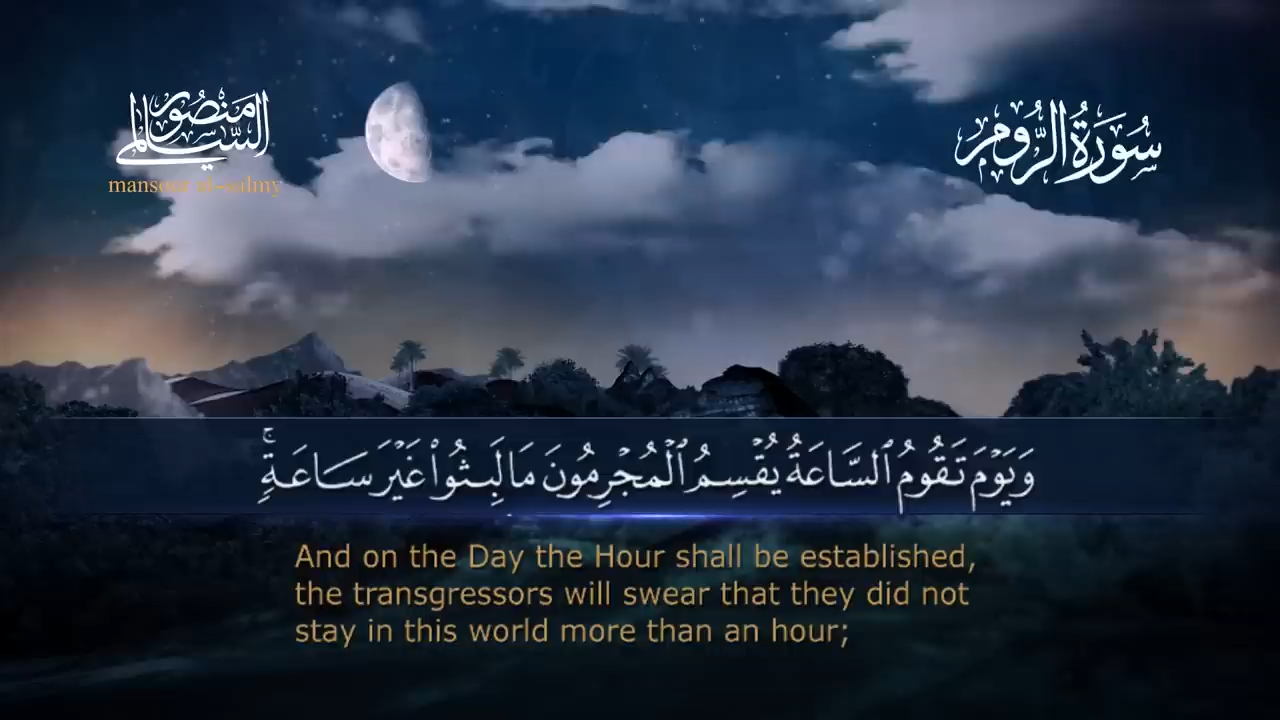 منصور
السالمي
mansour al-salmy
سُورَةُ الرُّومِ
وَيَوْمَ تَقُومُ ٱلسَّاعَةُ يُقْسِمُ ٱلْمُجْرِمُونَ مَا لَبِثُوا۟ غَيْرَ سَاعَةٍۚ
And on the Day the Hour shall be established,
the transgressors will swear that they did not
stay in this world more than an hour;